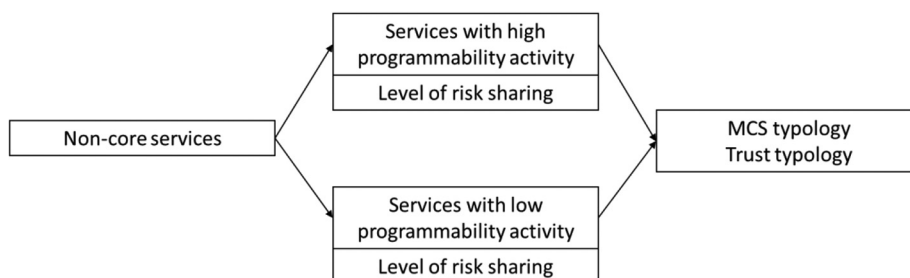 Services with high
programmability activity
Level of risk sharing
Non-core services
MCS typology
Trust typology
Services with low
programmability activity
Level of risk sharing